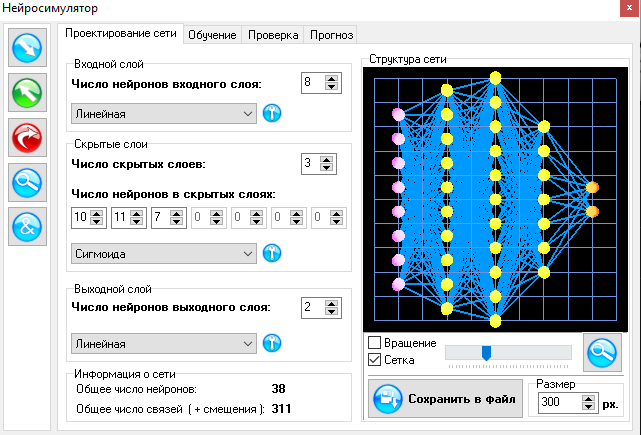 Нейросимулятор
Проектирование сети Обучение Проверка Прогноз
Входной слой
Число нейронов входного слоя: 8
Линейная
Скрытые слои
Число скрытых слоев: 3
Число нейронов в скрытых слоях:
10 11 7 0 0 0 0
Сигмоида
Выходной слой
Число нейронов выходного слоя: 2
Линейная
Информация о сети
Общее число нейронов: 38
Общее число связей ( + смещения ): 311
Структура сети
Вращение
Сетка
Сохранить в файл
Размер
300 px.
&